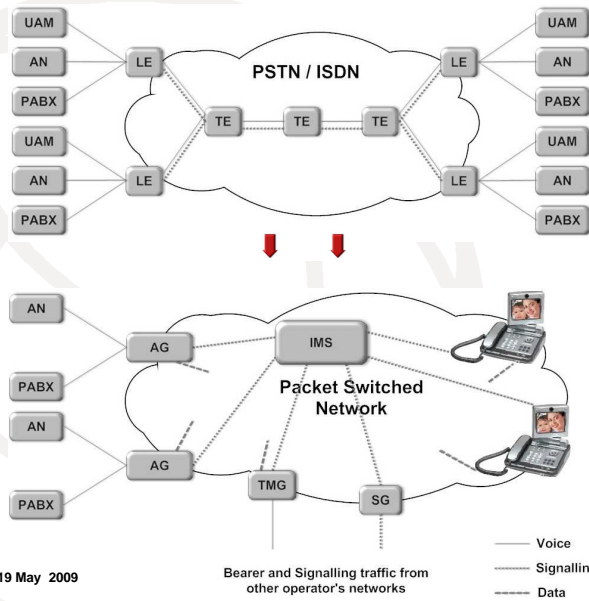 UAM
AN
PABX
UAM
AN
PABX
LE
LE
PSTN / ISDN
TE
TE
TE
LE
LE
UAM
AN
PABX
UAM
AN
PABX
AN
PABX
AN
PABX
AG
AG
IMS
Packet Switched
Network
TMG
SG
Voice
Signallin
Data
Bearer and Signalling traffic from
other operator's networks
19 May 2009